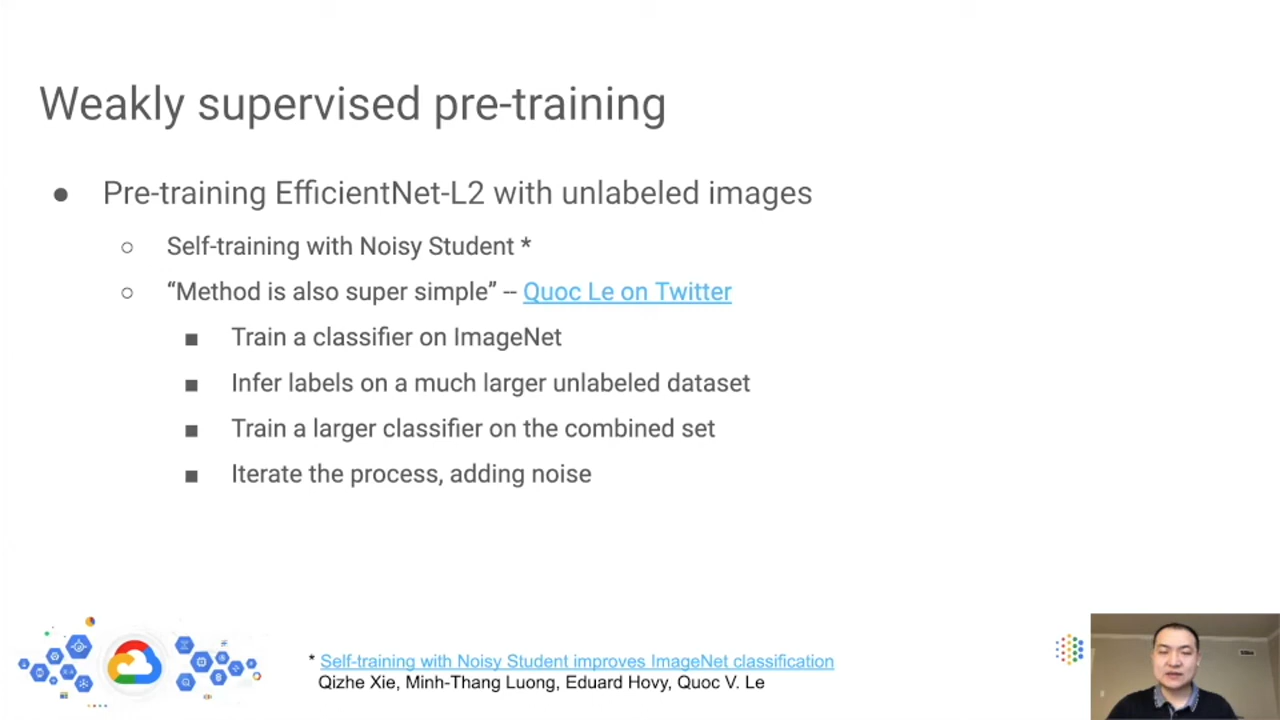 Weakly supervised pre-training
● Pre-training EfficientNet-L2 with unlabeled images
○ Self-training with Noisy Student *
○ “Method is also super simple” -- Quoc Le on Twitter
■ Train a classifier on ImageNet
■ Infer labels on a much larger unlabeled dataset
■ Train a larger classifier on the combined set
■ Iterate the process, adding noise
* Self-training with Noisy Student improves ImageNet classification
Qizhe Xie, Minh-Thang Luong, Eduard Hovy, Quoc V. Le